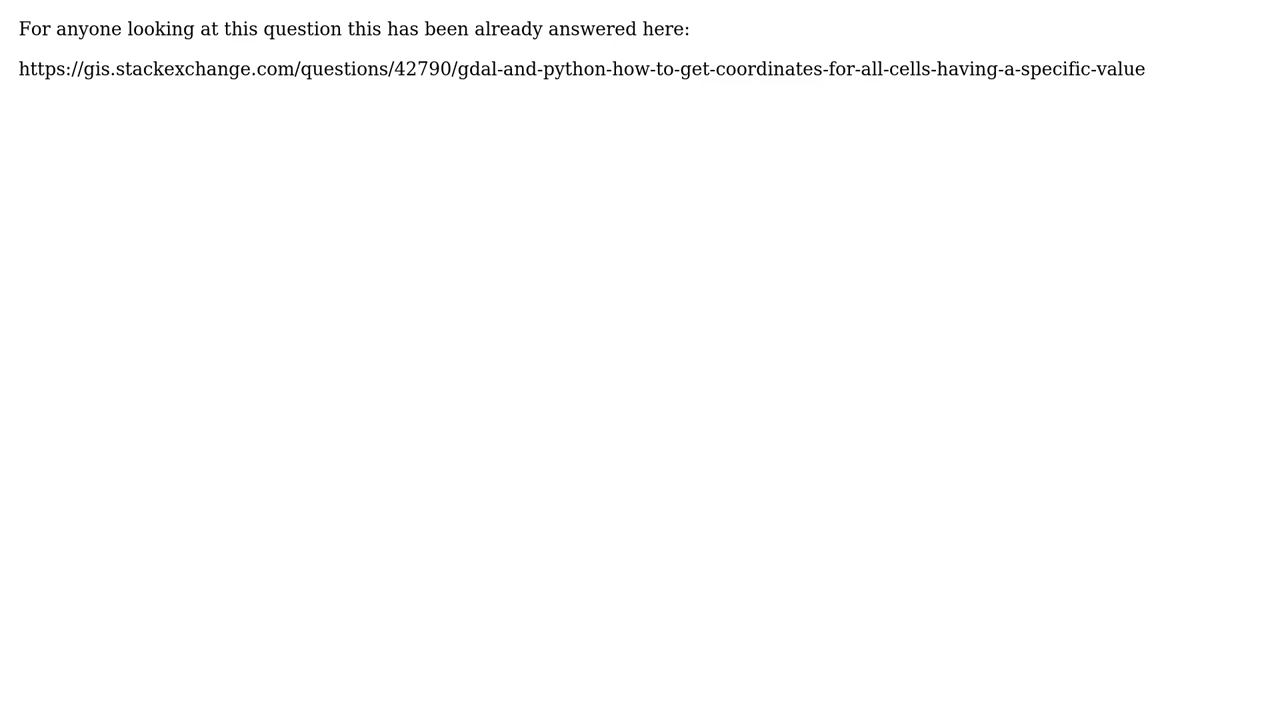 For anyone looking at this question this has been already answered here:
https://gis.stackexchange.com/questions/42790/gdal-and-python-how-to-get-coordinates-for-all-cells-having-a-specific-value